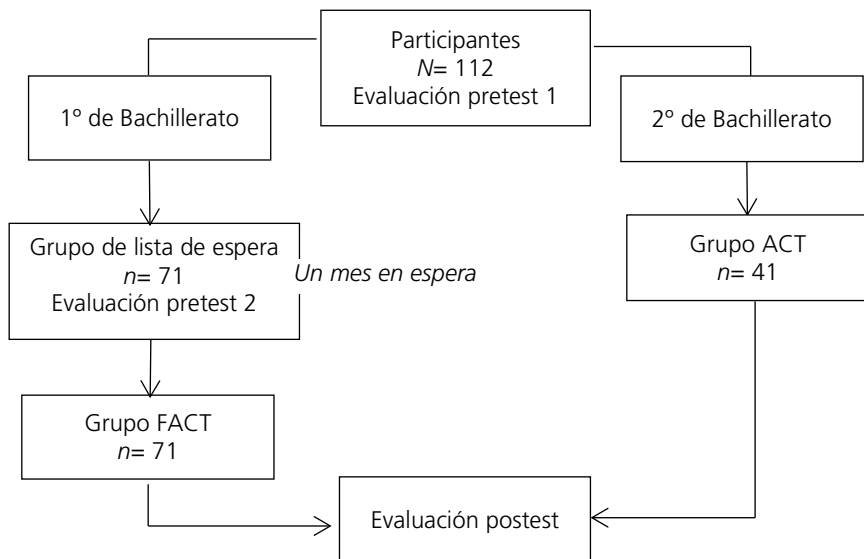 Participantes
N= 112
Evaluación pretest 1
1º de Bachillerato
2º de Bachillerato
Grupo de lista de espera
n= 71
Evaluación pretest 2
Un mes en espera
Grupo ACT
n= 41
Grupo FACT
n= 71
Evaluación postest